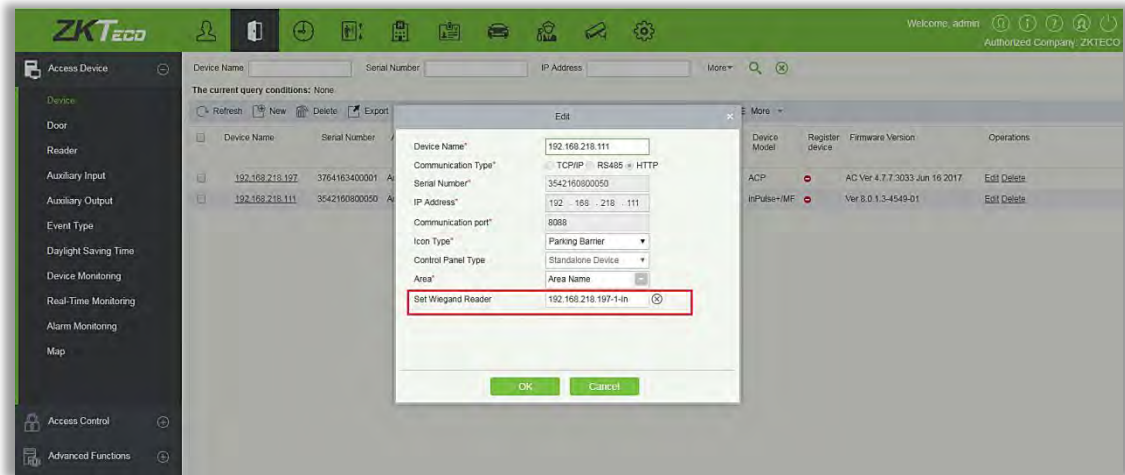 ZKTeco
Welcome, admin
Authorized Company: ZKTECO
Access Device
Device
Door
Reader
Auxiliary Input
Auxiliary Output
Event Type
Daylight Saving Time
Device Monitoring
Real-Time Monitoring
Alarm Monitoring
Map
Access Control
Advanced Functions
Device Name Serial Number IP Address More
The current query conditions: None
Refresh New Delete Export More
Device Name Serial Number Device Model Register device Firmware Version Operations
192.168.218.197 3764163400001 ACP AC Ver 4.7.7.3033 Jun 16 2017 Edit Delete
192.168.218.111 3542160800050 inPulse+/MF Ver 8.0.1.3-4549-01 Edit Delete
Edit
Device Name* 192.168.218.111
Communication Type* TCP/IP RS485 HTTP
Serial Number* 3542160800050
IP Address* 192 . 168 . 218 . 111
Communication port* 8088
Icon Type* Parking Barrier
Control Panel Type Standalone Device
Area* Area Name
Set Wiegand Reader 192.168.218.197-1-In
OK Cancel